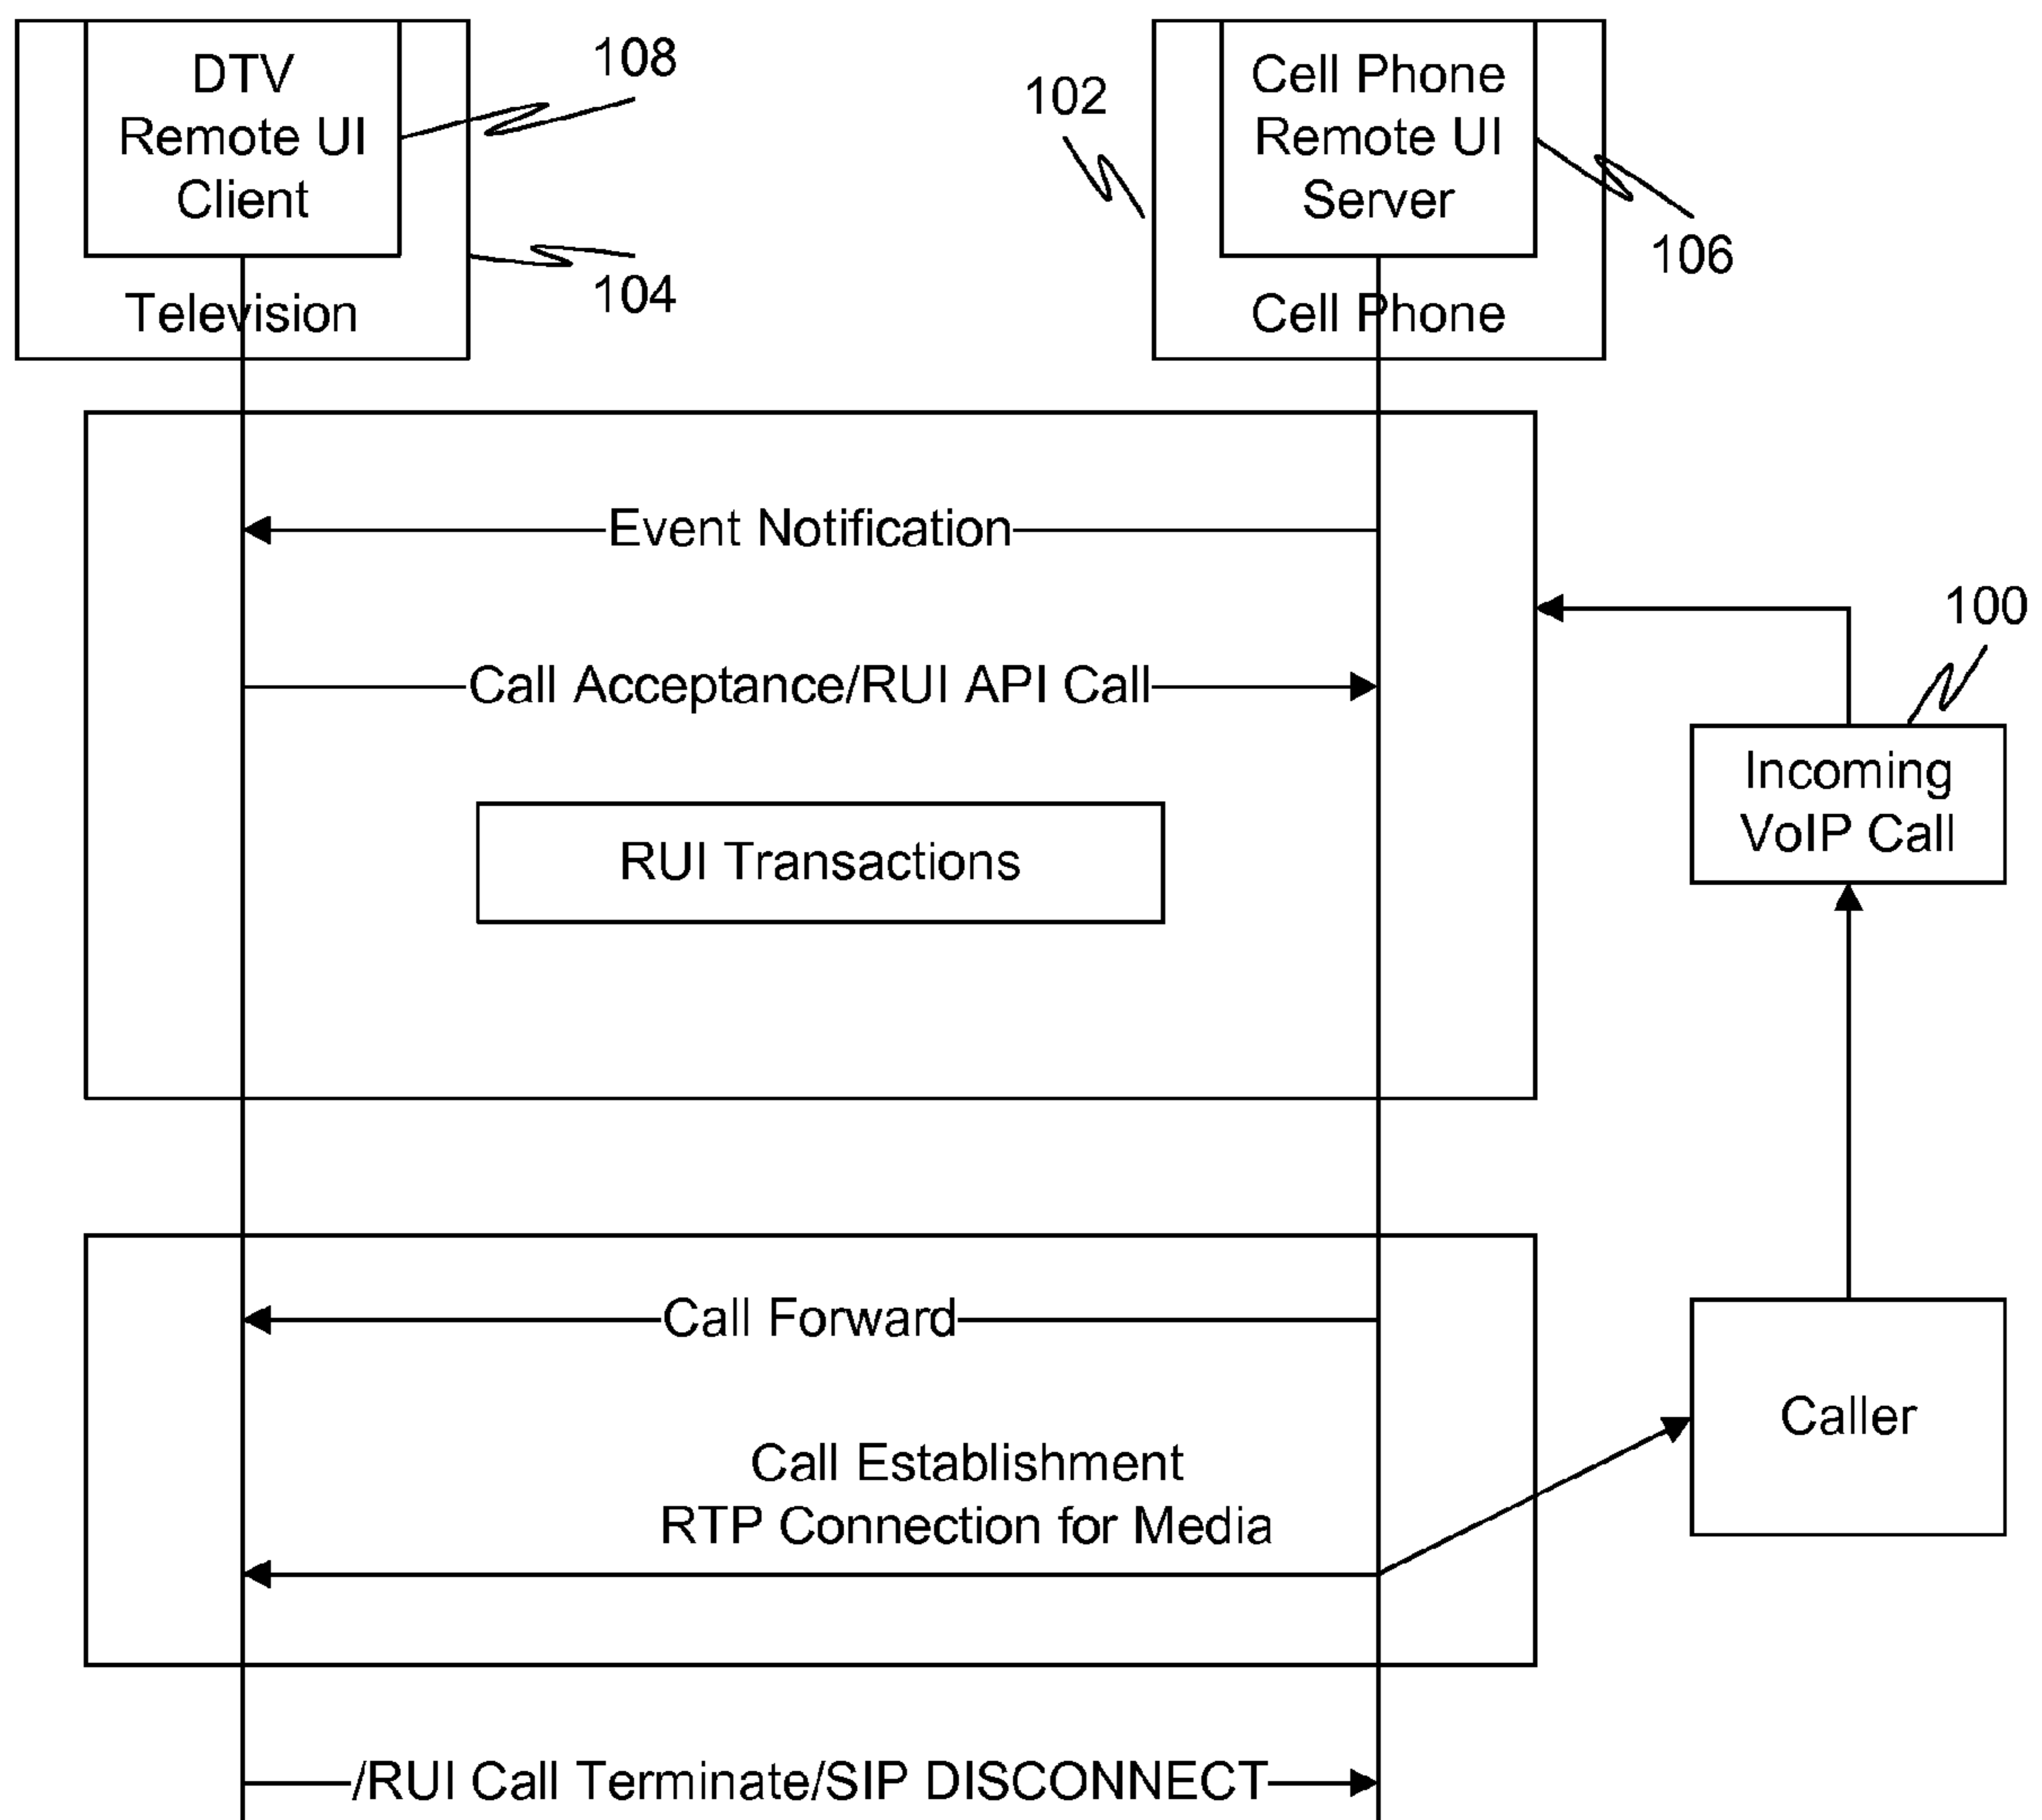 DTV
Remote UI
Client
108
104
Television
102
Cell Phone
Remote UI
Server
106
Cell Phone
Event Notification
Call Acceptance/RUI API Call
RUI Transactions
100
Incoming
VoIP Call
Call Forward
Call Establishment
RTP Connection for Media
Caller
/RUI Call Terminate/SIP DISCONNECT